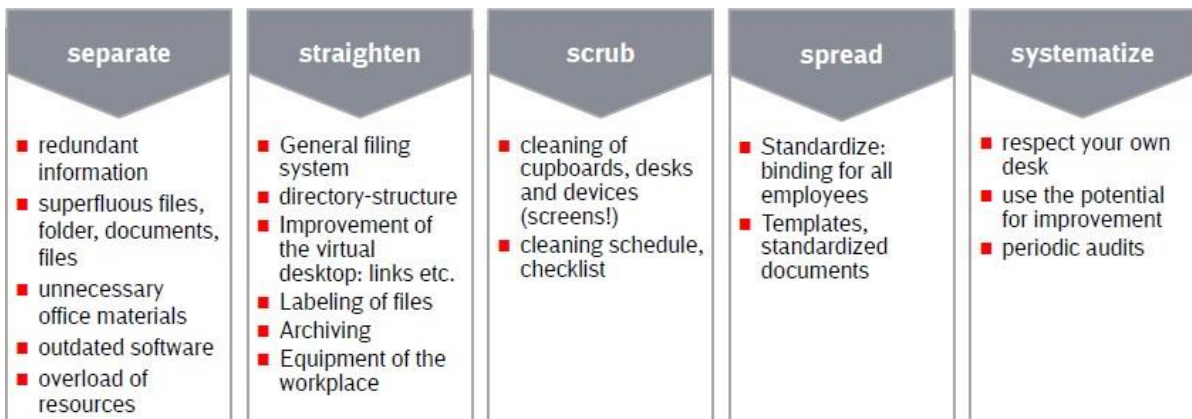 separate
redundant
information
superfluous files,
folder, documents,
files
unnecessary
office materials
outdated software
overload of
resources
straighten
General filing
system
directory-structure
Improvement of
the virtual
desktop: links etc.
Labeling of files
Archiving
Equipment of the
workplace
scrub
cleaning of
cupboards, desks
and devices
(screens!)
cleaning schedule,
checklist
spread
Standardize:
binding for all
employees
Templates,
standardized
documents
systematize
respect your own
desk
use the potential
for improvement
periodic audits